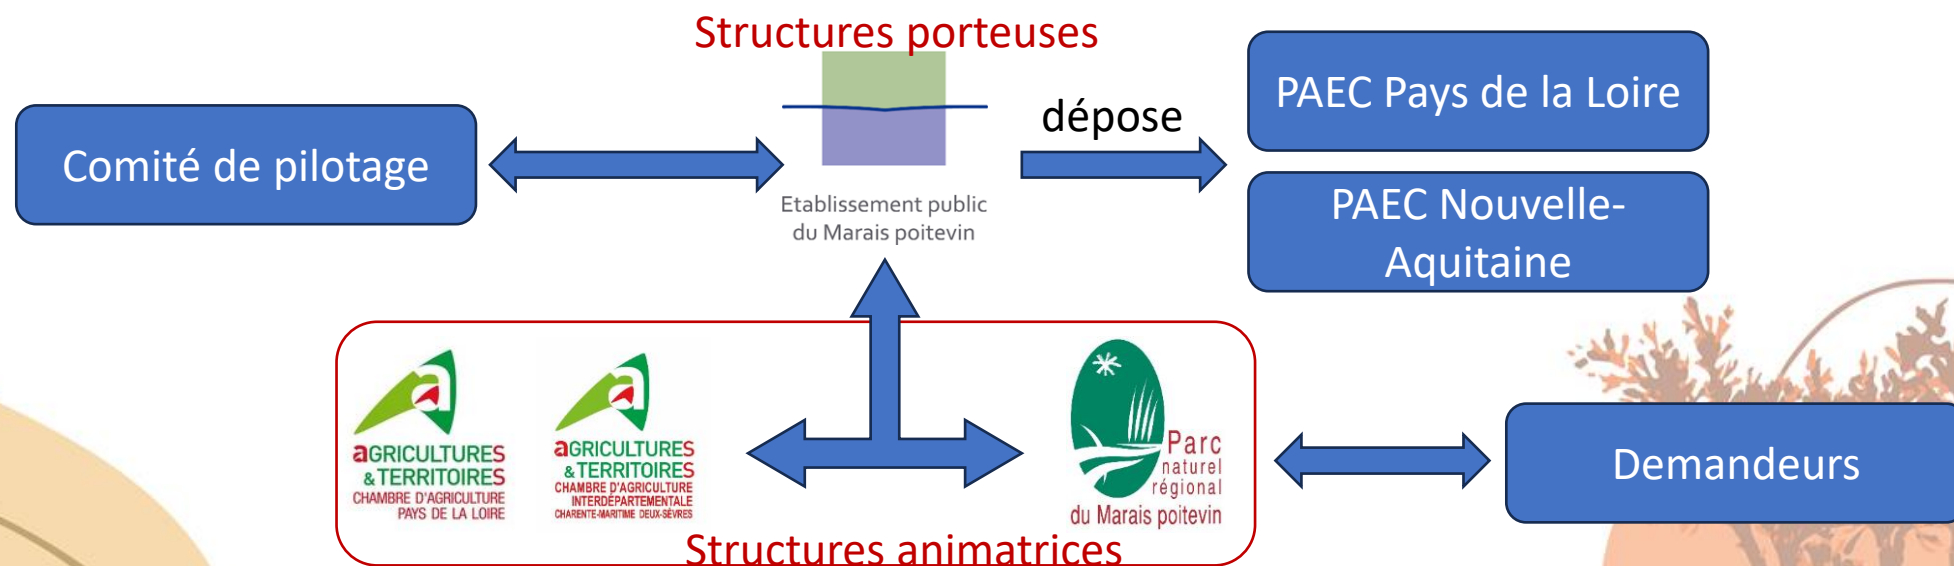 Structures porteuses
Comité de pilotage
Etablissement public
du Marais poitevin
dépose
PAEC Pays de la Loire
PAEC Nouvelle-
Aquitaine
aGRICULTURES
& TERRITOIRES
CHAMBRE D'AGRICULTURE
PAYS DE LA LOIRE
aGRICULTURES
& TERRITOIRES
CHAMBRE D'AGRICULTURE
INTERDÉPARTEMENTALE
CHARENTE-MARITIME DEUX-SÈVRES
Parc
naturel
régional
du Marais poitevin
Demandeurs
Structures animatrices